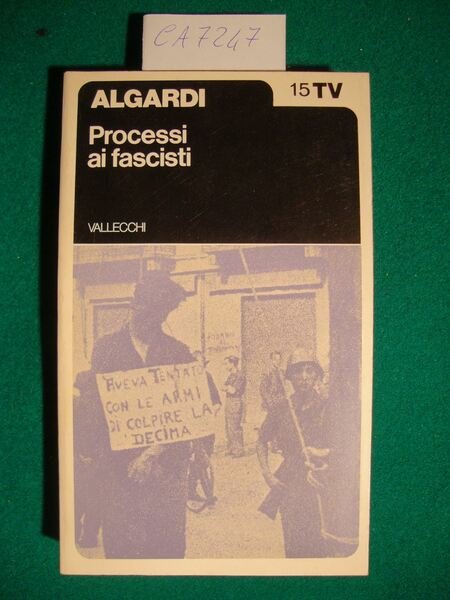 CA7247
ALGARDI
15 TV
Processi
ai fascisti
VALLECCHI
AVEVA TENTATO
CON LE ARMI
DI COLPIRE LA
DECIMA